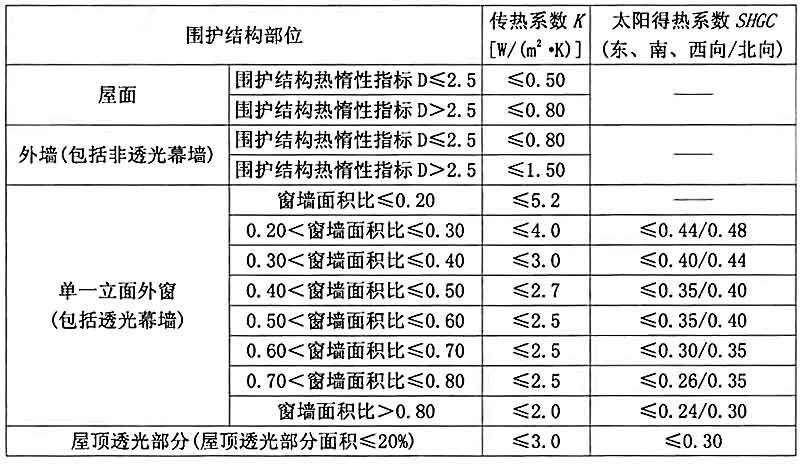 围护结构部位 传热系数 K [W/(m²·K)] 太阳得热系数 SHGC (东、南、西向/北向)
屋面 围护结构热惰性指标 D≤2.5 ≤0.50 ——
围护结构热惰性指标 D>2.5 ≤0.80
外墙(包括非透光幕墙) 围护结构热惰性指标 D≤2.5 ≤0.80 ——
围护结构热惰性指标 D>2.5 ≤1.50
单一立面外窗 (包括透光幕墙) 窗墙面积比≤0.20 ≤5.2 ——
0.20<窗墙面积比≤0.30 ≤4.0 ≤0.44/0.48
0.30<窗墙面积比≤0.40 ≤3.0 ≤0.40/0.44
0.40<窗墙面积比≤0.50 ≤2.7 ≤0.35/0.40
0.50<窗墙面积比≤0.60 ≤2.5 ≤0.35/0.40
0.60<窗墙面积比≤0.70 ≤2.5 ≤0.30/0.35
0.70<窗墙面积比≤0.80 ≤2.5 ≤0.26/0.35
窗墙面积比>0.80 ≤2.0 ≤0.24/0.30
屋顶透光部分(屋顶透光部分面积≤20%) ≤3.0 ≤0.30